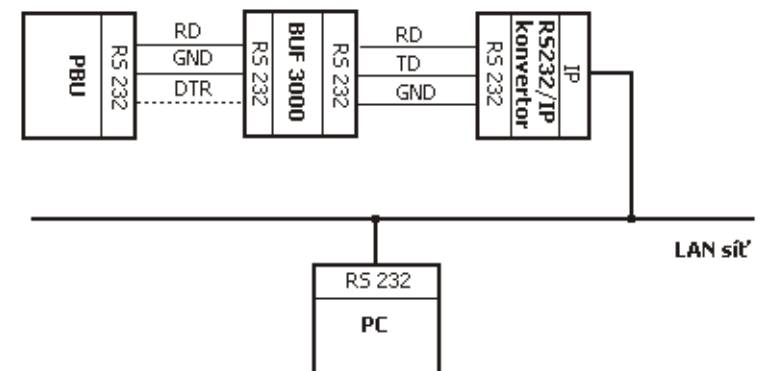 PBU
RS 232
RD
GND
DTR
RS 232
BUF 3000
RS 232
RD
TD
GND
RS 232
RS232/IP
konvertor
IP
LAN síť
RS 232
PC